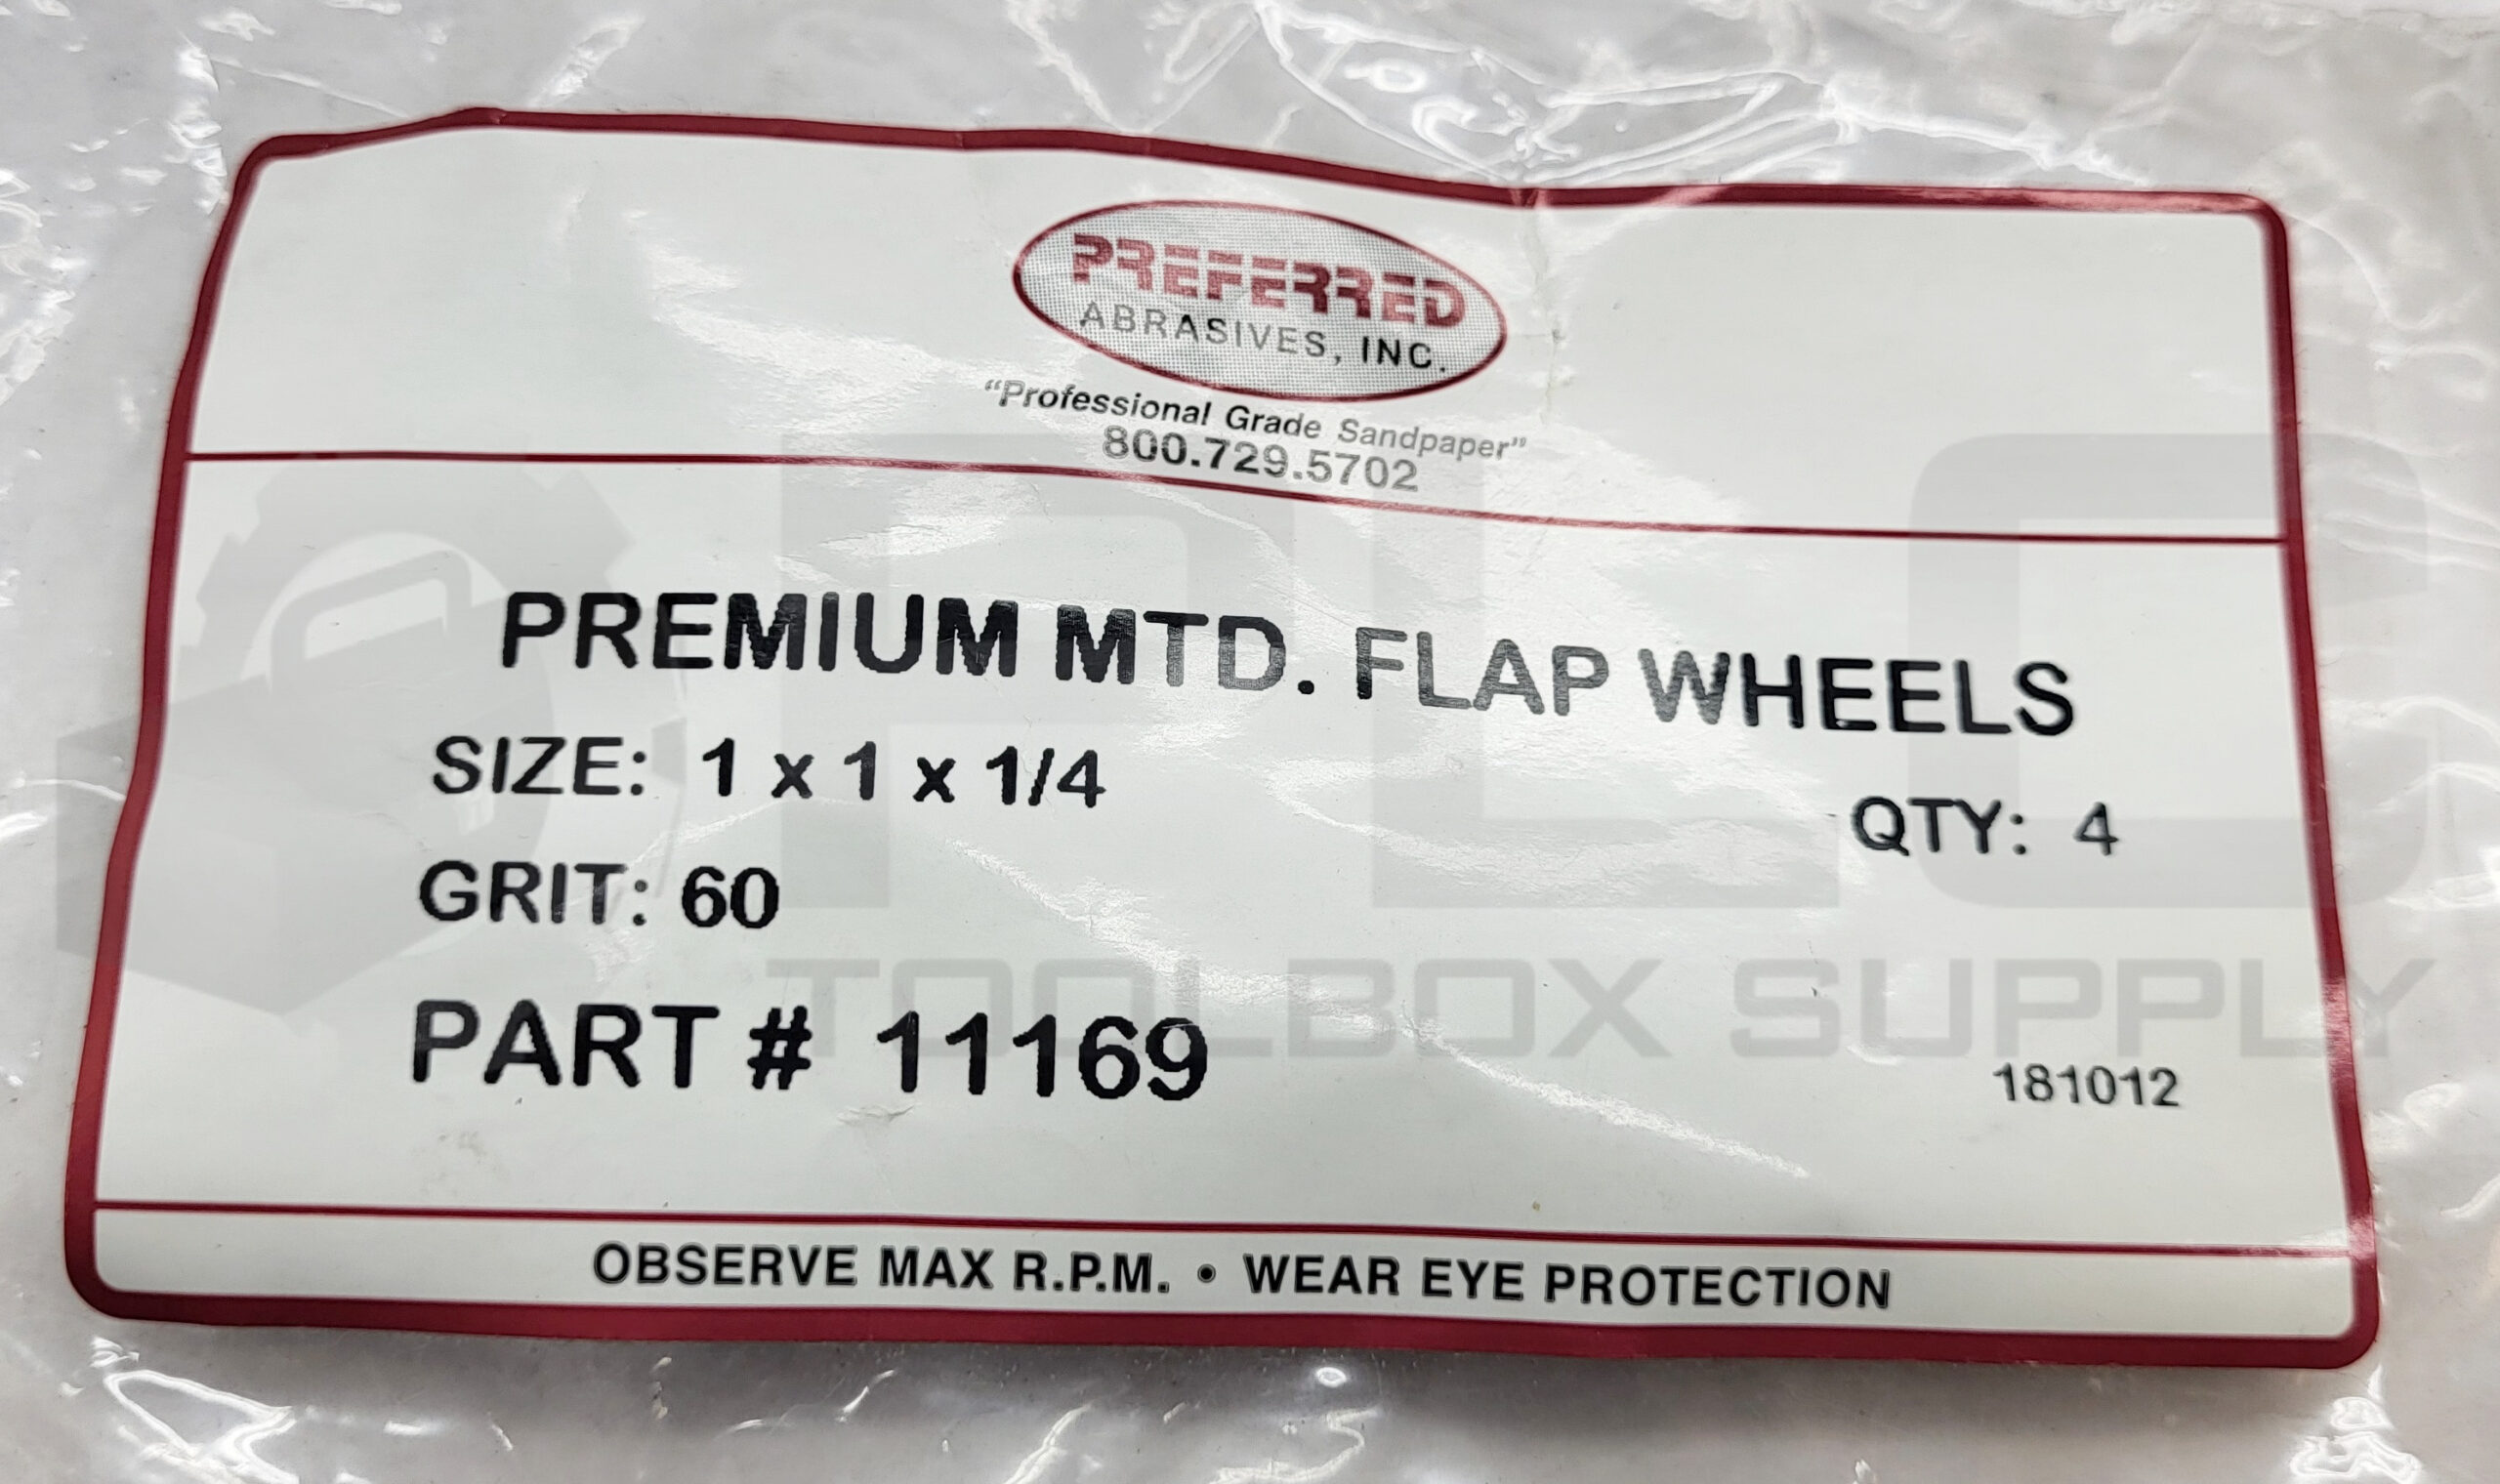 PREFERRED
ABRASIVES, INC.
“Professional Grade Sandpaper”
800.729.5702
PREMIUM MTD. FLAP WHEELS
SIZE: 1 x 1 x 1/4
QTY: 4
GRIT: 60
PLC
TOOLBOX SUPPLY
PART # 11169
181012
OBSERVE MAX R.P.M. • WEAR EYE PROTECTION